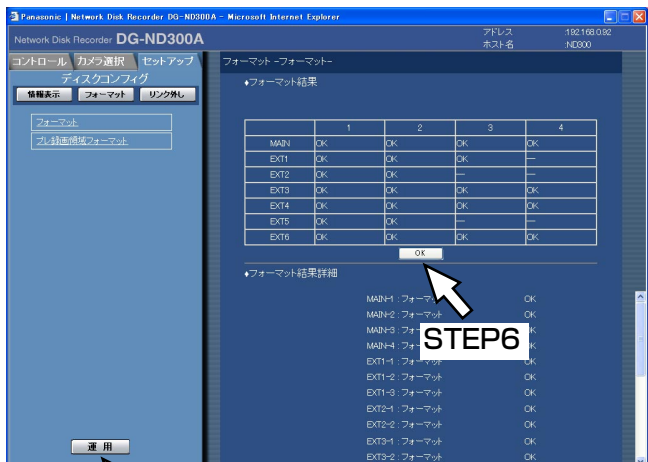 Panasonic | Network Disk Recorder DG-ND300A - Microsoft Internet Explorer
Network Disk Recorder DG-ND300A
アドレス :192.168.0.92
ホスト名 :ND300
コントロール カメラ選択 セットアップ
ディスクコンフィグ
情報表示 フォーマット リンク外し
フォーマット
プレ録画領域フォーマット
運 用
フォーマット -フォーマット-
◆フォーマット結果
1 2 3 4
MAIN OK OK OK OK
EXT1 OK OK OK ―
EXT2 OK OK ― ―
EXT3 OK OK OK OK
EXT4 OK OK OK OK
EXT5 OK OK ― ―
EXT6 OK OK OK OK
OK
◆フォーマット結果詳細
MAIN-1 : フォーマット OK
MAIN-2 : フォーマット OK
MAIN-3 : フォー OK
MAIN-4 : フォー OK
EXT1-1 : フォーマット OK
EXT1-2 : フォーマット OK
EXT1-3 : フォーマット OK
EXT2-1 : フォーマット OK
EXT2-2 : フォーマット OK
EXT3-1 : フォーマット OK
EXT3-2 : フォーマット OK
STEP6